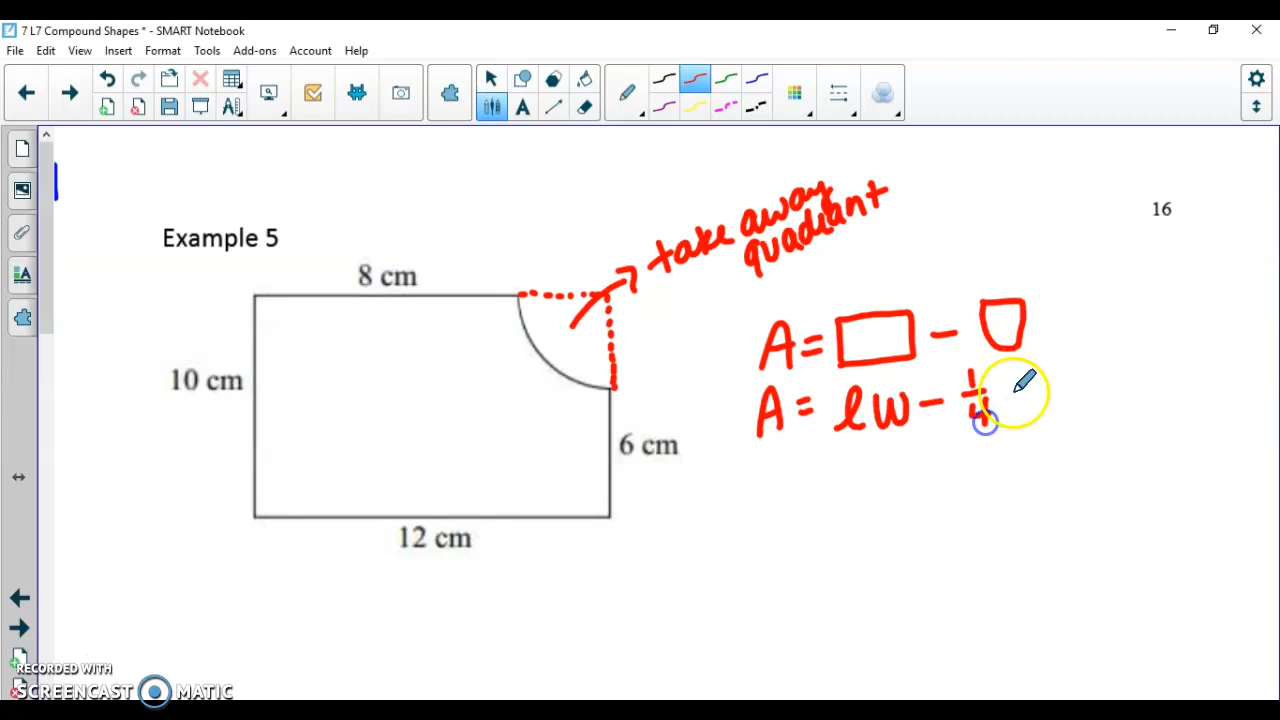 7 L7 Compound Shapes * - SMART Notebook
File Edit View Insert Format Tools Add-ons Account Help
16
take away
quadrant
Example 5
8 cm
10 cm
6 cm
12 cm
A = □ -
A = lw - 1/4
RECORDED WITH
SCREENCAST MATIC